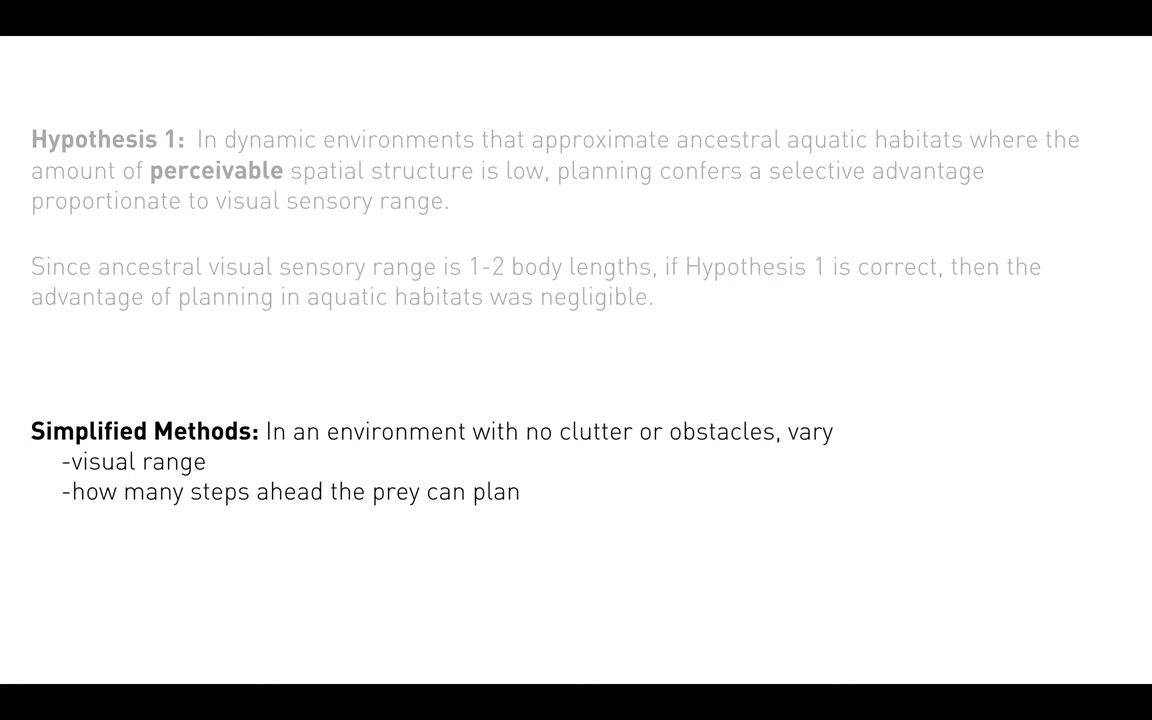 Hypothesis 1: In dynamic environments that approximate ancestral aquatic habitats where the
amount of perceivable spatial structure is low, planning confers a selective advantage
proportionate to visual sensory range.
Since ancestral visual sensory range is 1-2 body lengths, if Hypothesis 1 is correct, then the
advantage of planning in aquatic habitats was negligible.
Simplified Methods: In an environment with no clutter or obstacles, vary
-visual range
-how many steps ahead the prey can plan